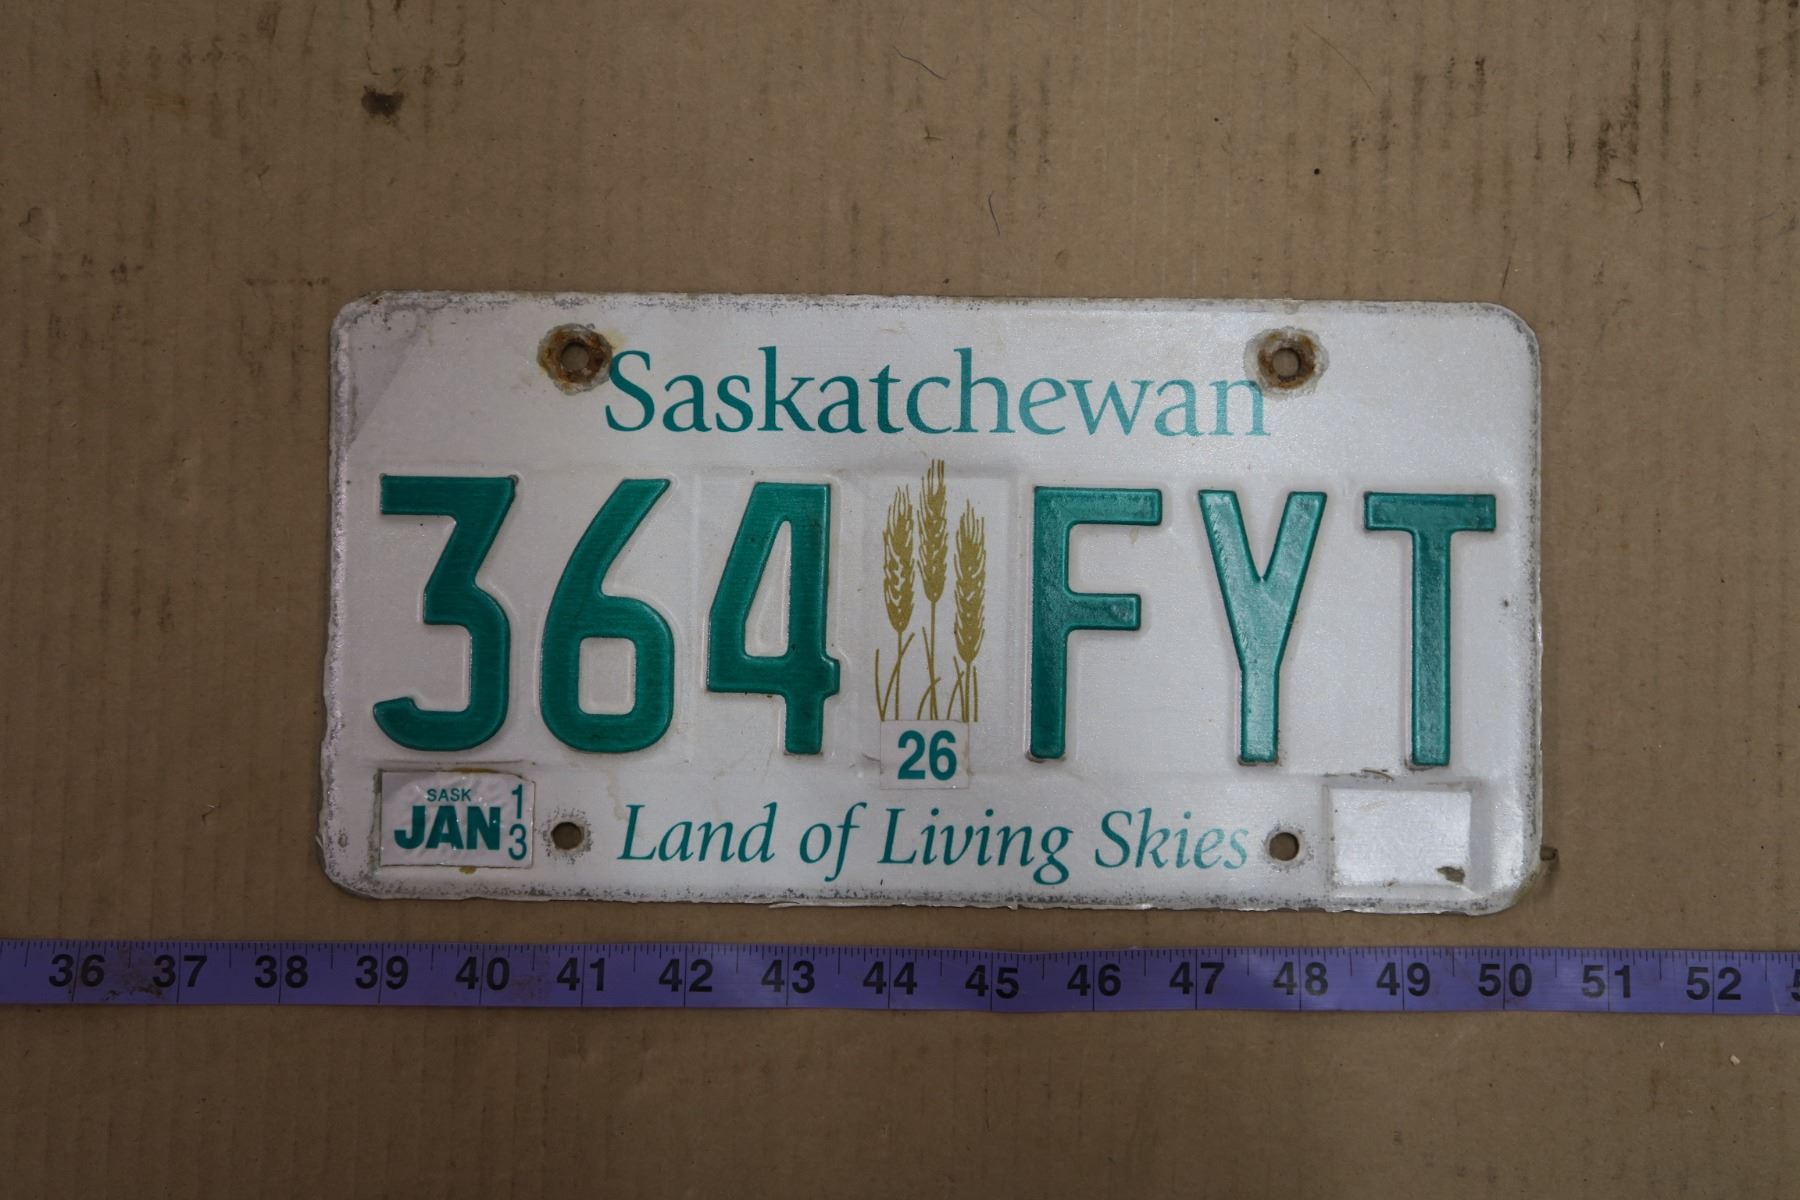 Saskatchewan
364 FYT
26
SASK
JAN 13
Land of Living Skies
36 37 38 39 40 41 42 43 44 45 46 47 48 49 50 51 52